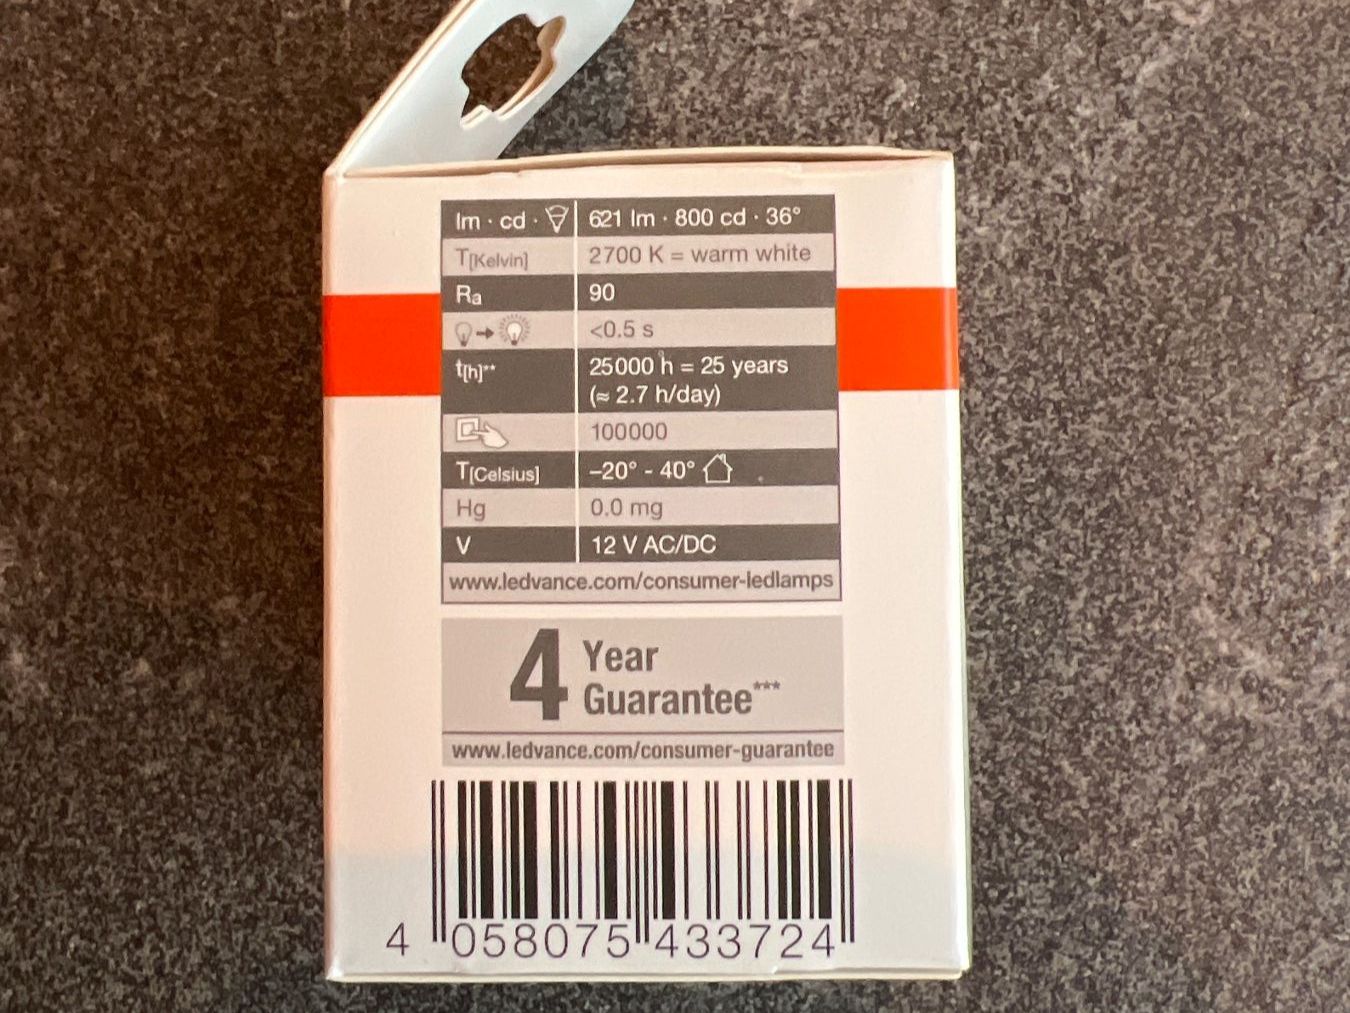 lm · cd · 621 lm · 800 cd · 36°
T[Kelvin] 2700 K = warm white
Ra 90
<0.5 s
t[h]** 25000 h = 25 years
(≈ 2.7 h/day)
100000
T[Celsius] –20° - 40°
Hg 0.0 mg
V 12 V AC/DC
www.ledvance.com/consumer-ledlamps
4 Year
Guarantee***
www.ledvance.com/consumer-guarantee
4 058075 433724